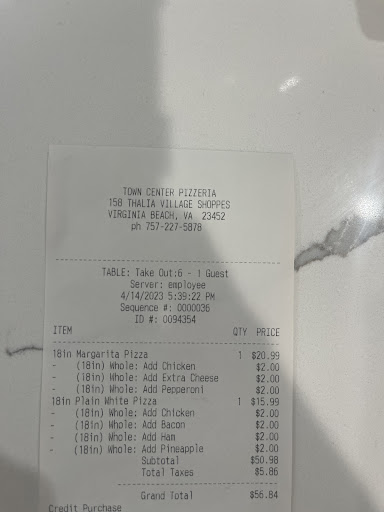 TOWN CENTER PIZZERIA
158 THALIA VILLAGE SHOPPES
VIRGINIA BEACH, VA 23452
ph 757-227-5878
TABLE: Take Out:6 - 1 Guest
Server: employee
4/14/2023 5:39:22 PM
Sequence #: 0000036
ID #: 0094354
ITEM QTY PRICE
18in Margarita Pizza 1 $20.99
- (18in) Whole: Add Chicken $2.00
- (18in) Whole: Add Extra Cheese $2.00
- (18in) Whole: Add Pepperoni $2.00
18in Plain White Pizza 1 $15.99
- (18in) Whole: Add Chicken $2.00
- (18in) Whole: Add Bacon $2.00
- (18in) Whole: Add Ham $2.00
- (18in) Whole: Add Pineapple $2.00
Subtotal $50.98
Total Taxes $5.86
Grand Total $56.84
Credit Purchase